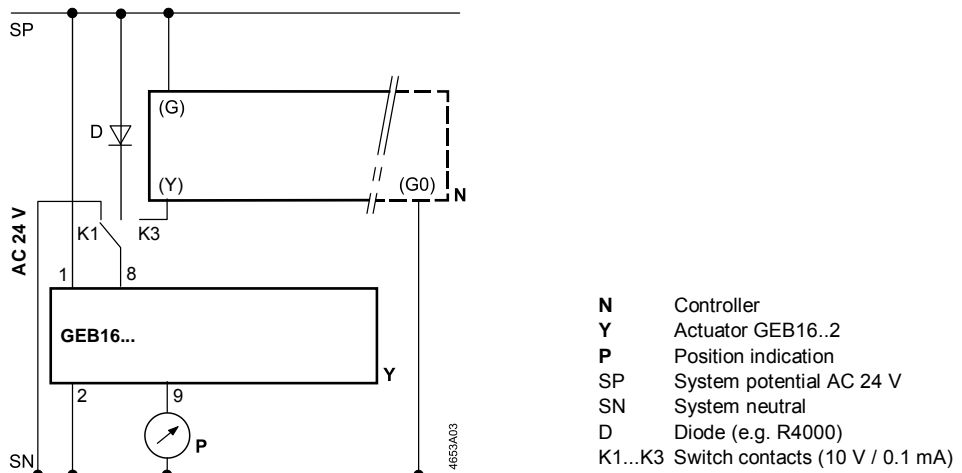 SP
(G)
D
(Y)
(G0)
N
AC 24 V
K1
K3
1
8
GEB16...
Y
2
9
P
SN
4653A03
N Controller
Y Actuator GEB16..2
P Position indication
SP System potential AC 24 V
SN System neutral
D Diode (e.g. R4000)
K1...K3 Switch contacts (10 V / 0.1 mA)